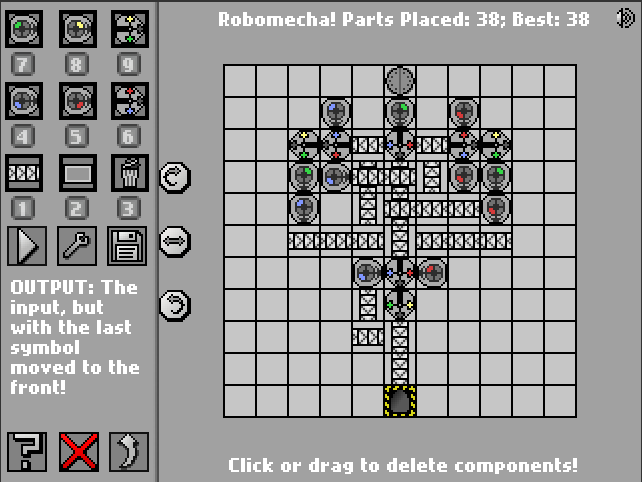 Robomecha! Parts Placed: 38; Best: 38
7 8 9
4 5 6
1 2 3
OUTPUT: The
input, but
with the last
symbol
moved to the
front!
Click or drag to delete components!